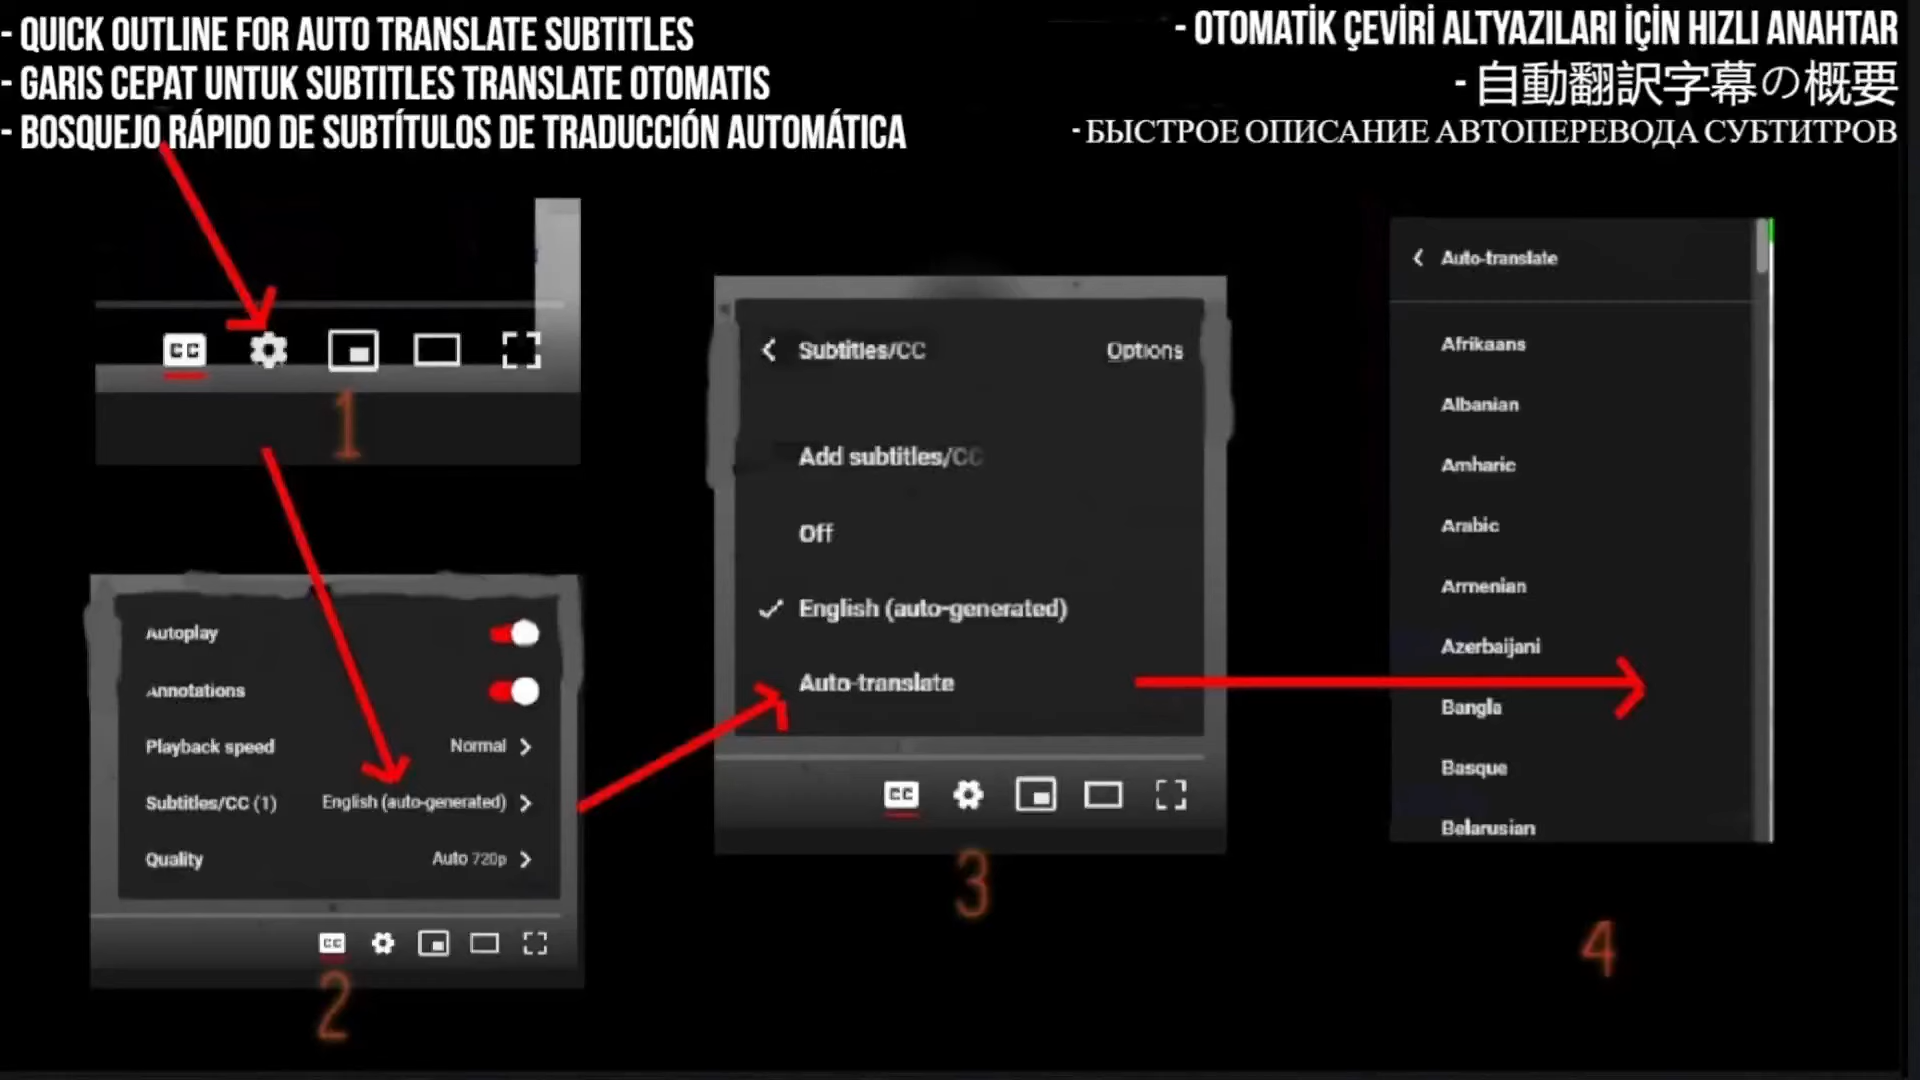 - QUICK OUTLINE FOR AUTO TRANSLATE SUBTITLES
- GARIS CEPAT UNTUK SUBTITLES TRANSLATE OTOMATIS
- BOSQUEJO RÁPIDO DE SUBTÍTULOS DE TRADUCCIÓN AUTOMÁTICA
- OTOMATİK ÇEVİRİ ALTYAZILARI İÇİN HIZLI ANAHTAR
- 自動翻訳字幕の概要
- БЫСТРОЕ ОПИСАНИЕ АВТОПЕРЕВОДА СУБТИТРОВ
CC
1
Autoplay
Annotations
Playback speed Normal
Subtitles/CC (1) English (auto-generated)
Quality Auto 720p
CC
2
Subtitles/CC Options
Add subtitles/CC
Off
English (auto-generated)
Auto-translate
CC
3
Auto-translate
Afrikaans
Albanian
Amharic
Arabic
Armenian
Azerbaijani
Bangla
Basque
Belarusian
4